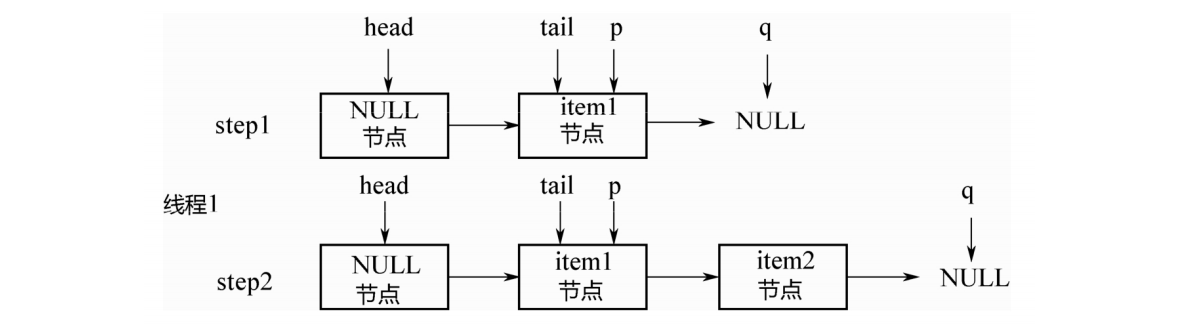 head tail p q
step1 NULL 节点 item1 节点 NULL
线程1
head tail p q
step2 NULL 节点 item1 节点 item2 节点 NULL